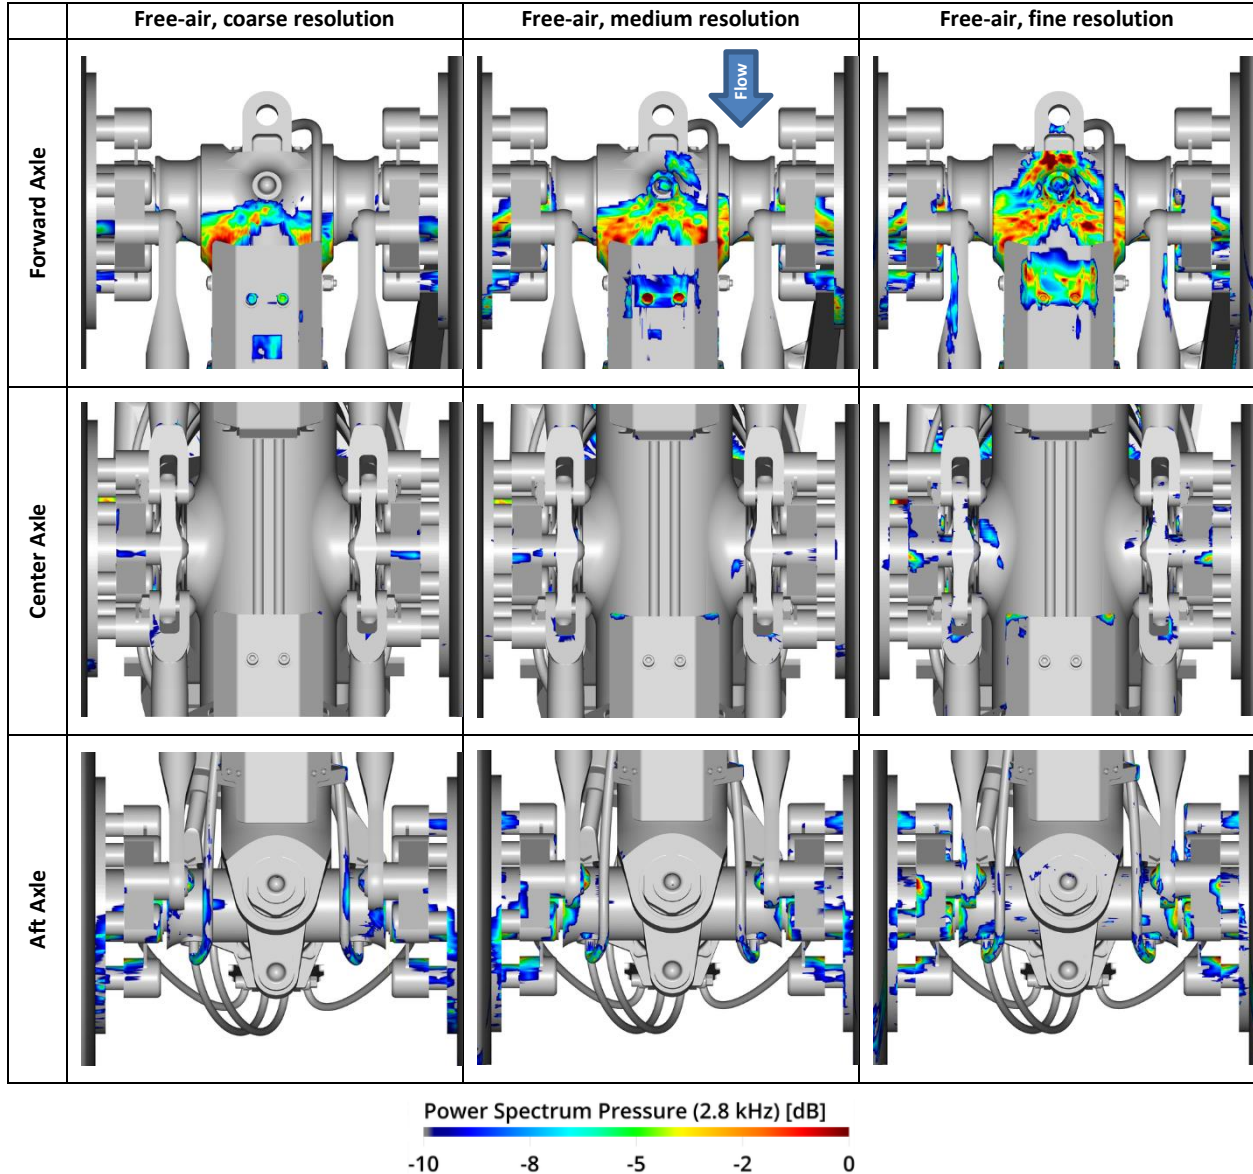 Free-air, coarse resolution
Free-air, medium resolution
Free-air, fine resolution
Forward Axle
Flow
Center Axle
Aft Axle
Power Spectrum Pressure (2.8 kHz) [dB]
-10 -8 -5 -2 0